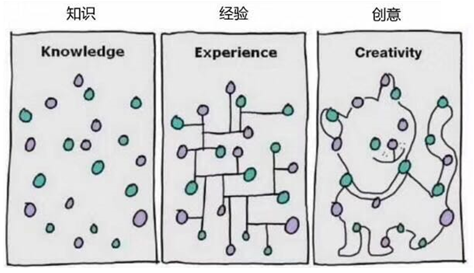 知识
经验
创意
Knowledge
Experience
Creativity